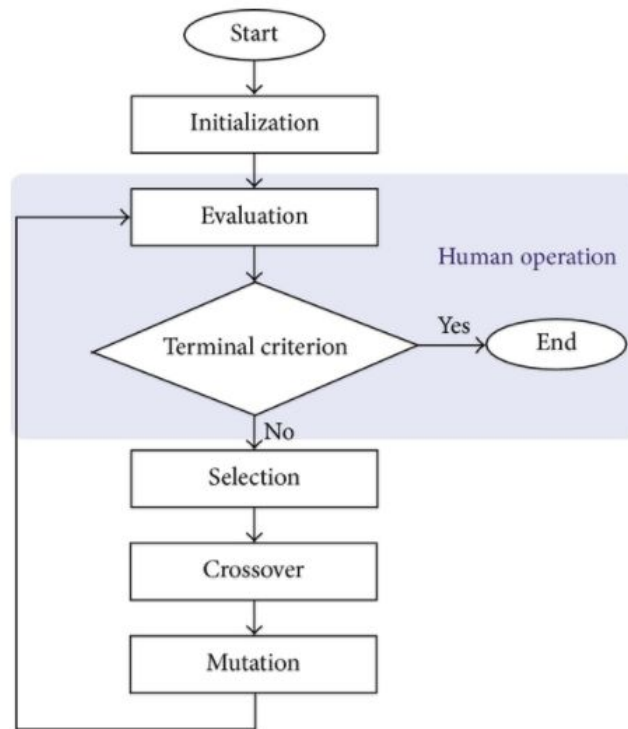 Start
Initialization
Evaluation
Human operation
Terminal criterion
Yes
End
No
Selection
Crossover
Mutation